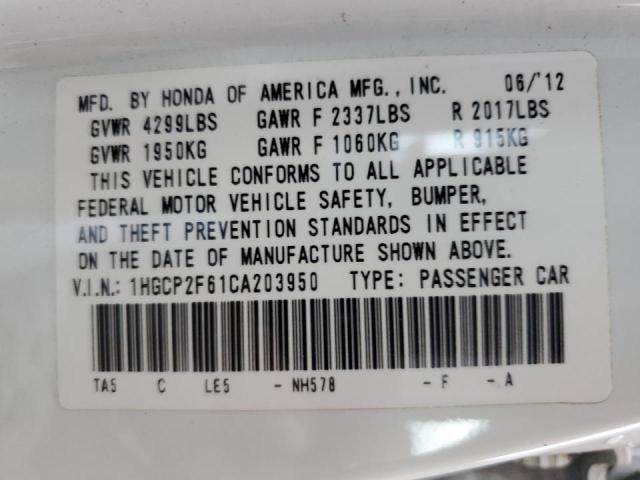 MFD. BY HONDA OF AMERICA MFG., INC. 06/'12
GVWR 4299LBS GAWR F 2337LBS R 2017LBS
GVWR 1950KG GAWR F 1060KG R 915KG
THIS VEHICLE CONFORMS TO ALL APPLICABLE
FEDERAL MOTOR VEHICLE SAFETY, BUMPER,
AND THEFT PREVENTION STANDARDS IN EFFECT
ON THE DATE OF MANUFACTURE SHOWN ABOVE.
V.I.N.: 1HGCP2F61CA203950 TYPE: PASSENGER CAR
TA5 C LE5 - NH578 - F - A